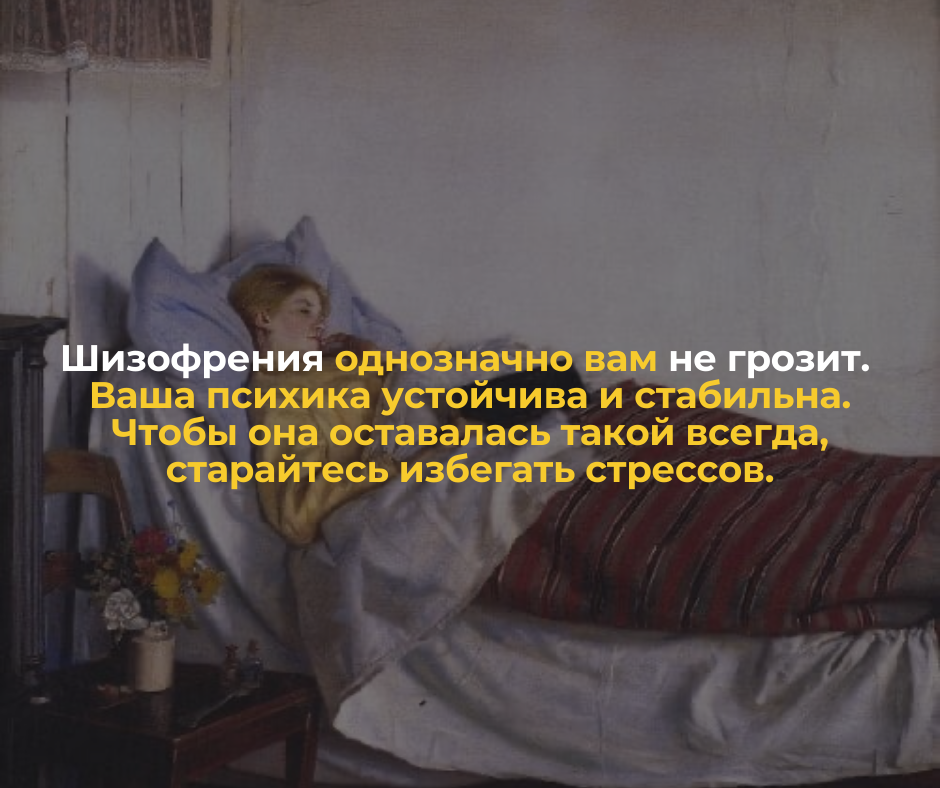 Шизофрения однозначно вам не грозит.
Ваша психика устойчива и стабильна.
Чтобы она оставалась такой всегда,
старайтесь избегать стрессов.